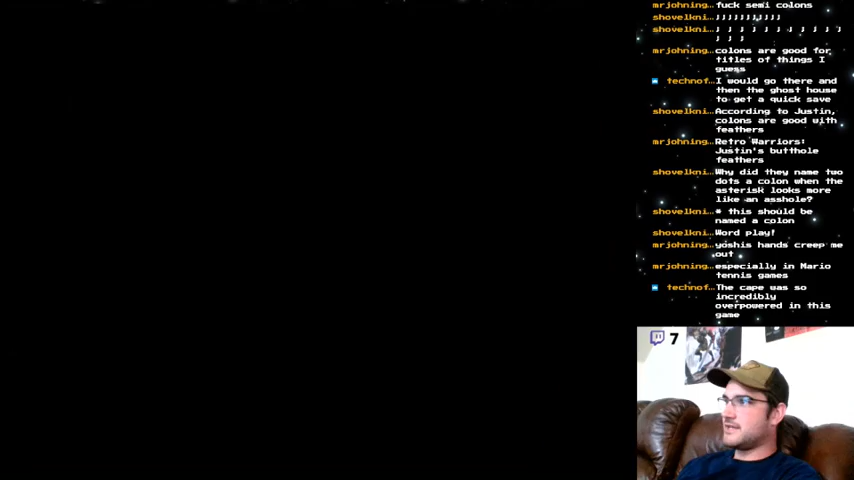 mrjohning… fuck semi colons
shovelkni… ;;;;;;;;;;;
shovelkni… ; ; ; ; ; ; ; ; ; ; ;
; ; ;
mrjohning… colons are good for
titles of things I
guess
technof… I would go there and
then the ghost house
to get a quick save
shovelkni… According to Justin,
colons are good with
feathers
mrjohning… Retro Warriors:
Justin's butthole
feathers
shovelkni… Why did they name two
dots a colon when the
asterisk looks more
like an asshole?
shovelkni… * this should be
named a colon
shovelkni… Word play!
mrjohning… yoshis hands creep me
out
mrjohning… especially in Mario
tennis games
technof… The cape was so
incredibly
overpowered in this
game
7